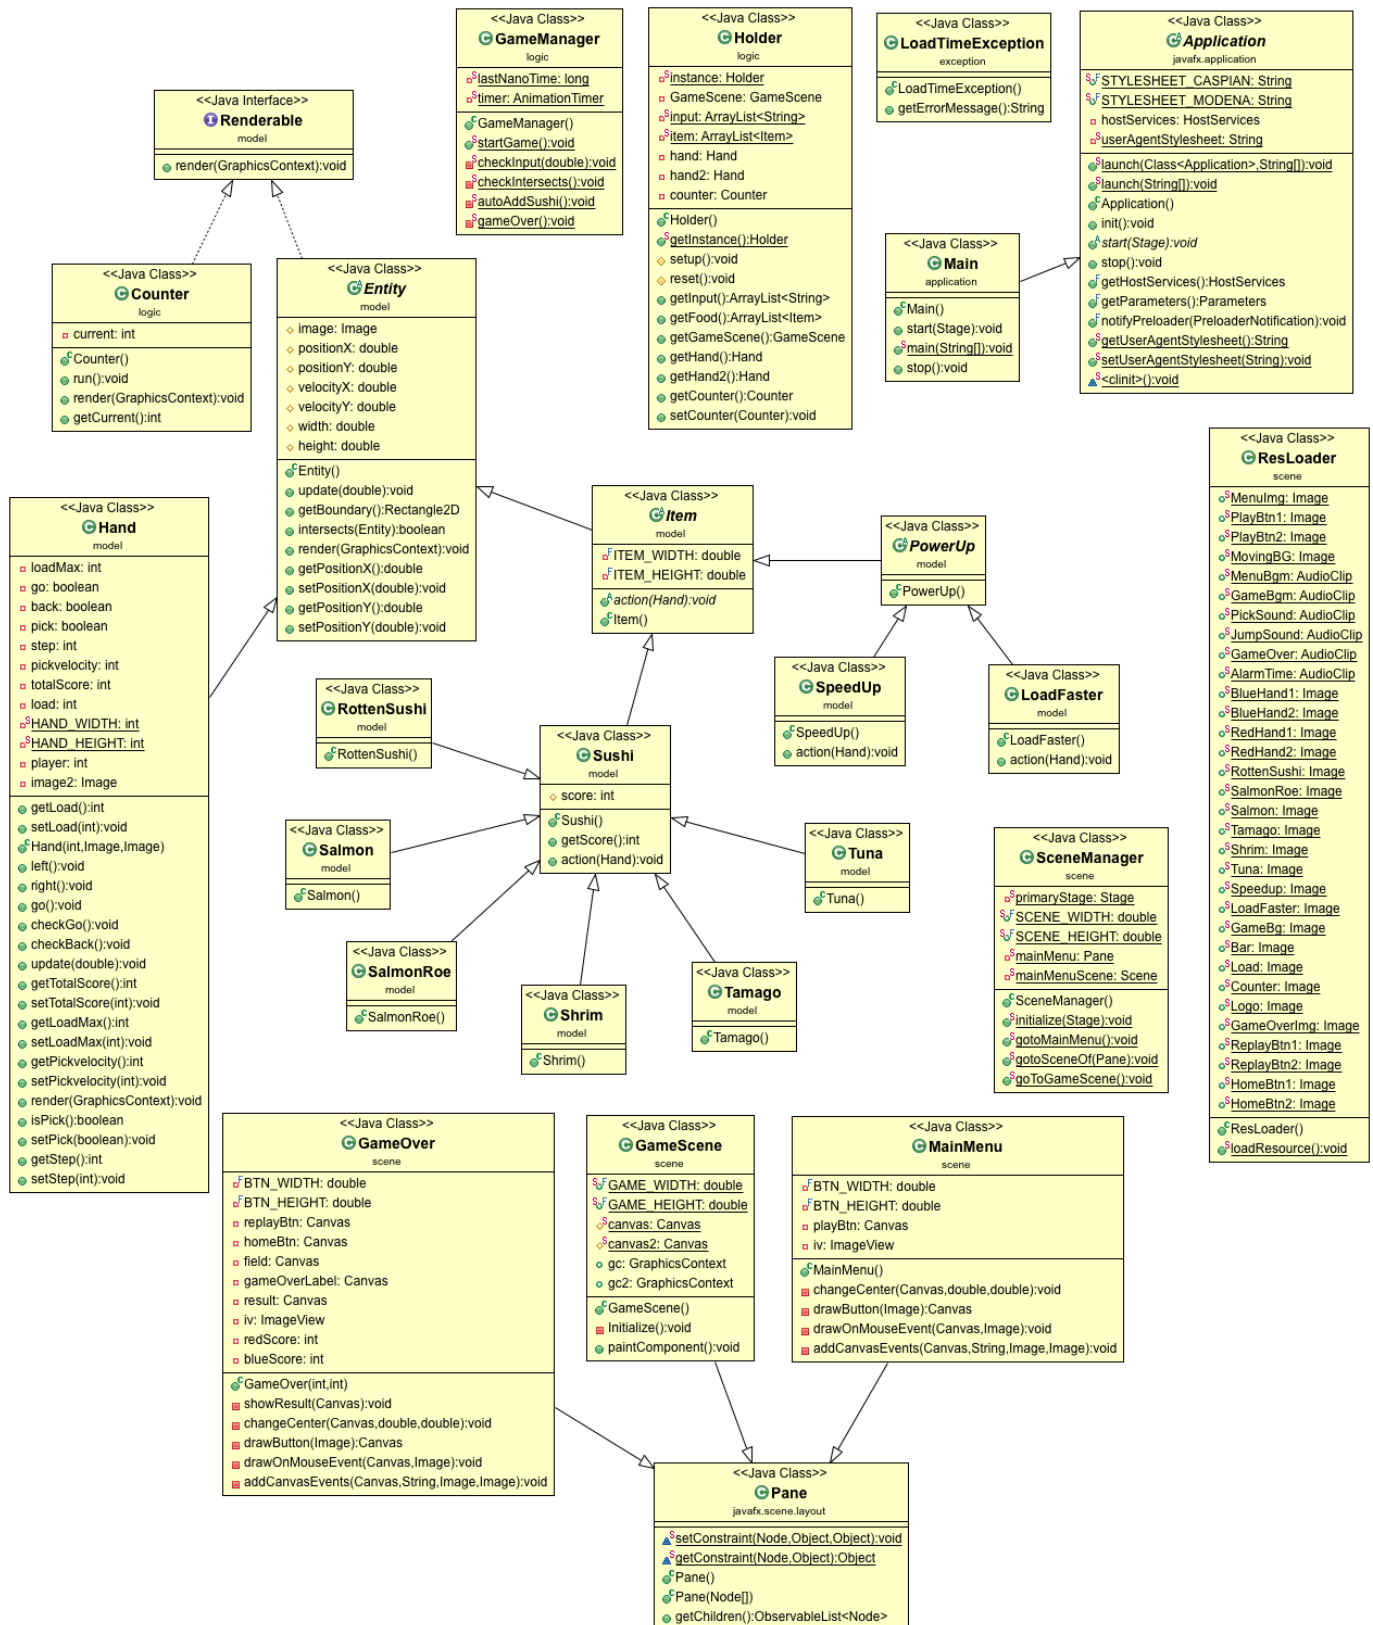 <<Java Class>>
GameManager
logic
lastNanoTime: long
timer: AnimationTimer
GameManager()
startGame():void
checkInput(double):void
checkIntersects():void
autoAddSushi():void
gameOver():void
<<Java Class>>
Holder
logic
instance: Holder
GameScene: GameScene
input: ArrayList<String>
item: ArrayList<Item>
hand: Hand
hand2: Hand
counter: Counter
Holder()
getInstance():Holder
setup():void
reset():void
getInput():ArrayList<String>
getFood():ArrayList<Item>
getGameScene():GameScene
getHand():Hand
getHand2():Hand
getCounter():Counter
setCounter(Counter):void
<<Java Class>>
LoadTimeException
exception
LoadTimeException()
getErrorMessage():String
<<Java Class>>
Application
javafx.application
STYLESHEET_CASPIAN: String
STYLESHEET_MODENA: String
hostServices: HostServices
userAgentStylesheet: String
launch(Class<Application>,String[]):void
launch(String[]):void
Application()
init():void
start(Stage):void
stop():void
getHostServices():HostServices
getParameters():Parameters
notifyPreloader(PreloaderNotification):void
getUserAgentStylesheet():String
setUserAgentStylesheet(String):void
<clinit>():void
<<Java Interface>>
Renderable
model
render(GraphicsContext):void
<<Java Class>>
Main
application
Main()
start(Stage):void
main(String[]):void
stop():void
<<Java Class>>
Counter
logic
current: int
Counter()
run():void
render(GraphicsContext):void
getCurrent():int
<<Java Class>>
Entity
model
image: Image
positionX: double
positionY: double
velocityX: double
velocityY: double
width: double
height: double
Entity()
update(double):void
getBoundary():Rectangle2D
intersects(Entity):boolean
render(GraphicsContext):void
getPositionX():double
setPositionX(double):void
getPositionY():double
setPositionY(double):void
<<Java Class>>
ResLoader
scene
MenuImg: Image
PlayBtn1: Image
PlayBtn2: Image
MovingBG: Image
MenuBgm: AudioClip
GameBgm: AudioClip
PickSound: AudioClip
JumpSound: AudioClip
GameOver: AudioClip
AlarmTime: AudioClip
BlueHand1: Image
BlueHand2: Image
RedHand1: Image
RedHand2: Image
RottenSushi: Image
SalmonRoe: Image
Salmon: Image
Tamago: Image
Shrim: Image
Tuna: Image
Speedup: Image
LoadFaster: Image
GameBg: Image
Bar: Image
Load: Image
Counter: Image
Logo: Image
GameOverImg: Image
ReplayBtn1: Image
ReplayBtn2: Image
HomeBtn1: Image
HomeBtn2: Image
ResLoader()
loadResource():void
<<Java Class>>
Hand
model
loadMax: int
go: boolean
back: boolean
pick: boolean
step: int
pickvelocity: int
totalScore: int
load: int
HAND_WIDTH: int
HAND_HEIGHT: int
player: int
image2: Image
getLoad():int
setLoad(int):void
Hand(int,Image,Image)
left():void
right():void
go():void
checkGo():void
checkBack():void
update(double):void
getTotalScore():int
setTotalScore(int):void
getLoadMax():int
setLoadMax(int):void
getPickvelocity():int
setPickvelocity(int):void
render(GraphicsContext):void
isPick():boolean
setPick(boolean):void
getStep():int
setStep(int):void
<<Java Class>>
Item
model
ITEM_WIDTH: double
ITEM_HEIGHT: double
action(Hand):void
Item()
<<Java Class>>
PowerUp
model
PowerUp()
<<Java Class>>
SpeedUp
model
SpeedUp()
action(Hand):void
<<Java Class>>
LoadFaster
model
LoadFaster()
action(Hand):void
<<Java Class>>
RottenSushi
model
RottenSushi()
<<Java Class>>
Sushi
model
score: int
Sushi()
getScore():int
action(Hand):void
<<Java Class>>
Salmon
model
Salmon()
<<Java Class>>
Tuna
model
Tuna()
<<Java Class>>
SceneManager
scene
primaryStage: Stage
SCENE_WIDTH: double
SCENE_HEIGHT: double
mainMenu: Pane
mainMenuScene: Scene
SceneManager()
initialize(Stage):void
gotoMainMenu():void
gotoSceneOf(Pane):void
goToGameScene():void
<<Java Class>>
SalmonRoe
model
SalmonRoe()
<<Java Class>>
Shrim
model
Shrim()
<<Java Class>>
Tamago
model
Tamago()
<<Java Class>>
GameOver
scene
BTN_WIDTH: double
BTN_HEIGHT: double
replayBtn: Canvas
homeBtn: Canvas
field: Canvas
gameOverLabel: Canvas
result: Canvas
iv: ImageView
redScore: int
blueScore: int
GameOver(int,int)
showResult(Canvas):void
changeCenter(Canvas,double,double):void
drawButton(Image):Canvas
drawOnMouseEvent(Canvas,Image):void
addCanvasEvents(Canvas,String,Image,Image):void
<<Java Class>>
GameScene
scene
GAME_WIDTH: double
GAME_HEIGHT: double
canvas: Canvas
canvas2: Canvas
gc: GraphicsContext
gc2: GraphicsContext
GameScene()
Initialize():void
paintComponent():void
<<Java Class>>
MainMenu
scene
BTN_WIDTH: double
BTN_HEIGHT: double
playBtn: Canvas
iv: ImageView
MainMenu()
changeCenter(Canvas,double,double):void
drawButton(Image):Canvas
drawOnMouseEvent(Canvas,Image):void
addCanvasEvents(Canvas,String,Image,Image):void
<<Java Class>>
Pane
javafx.scene.layout
setConstraint(Node,Object,Object):void
getConstraint(Node,Object):Object
Pane()
Pane(Node[])
getChildren():ObservableList<Node>